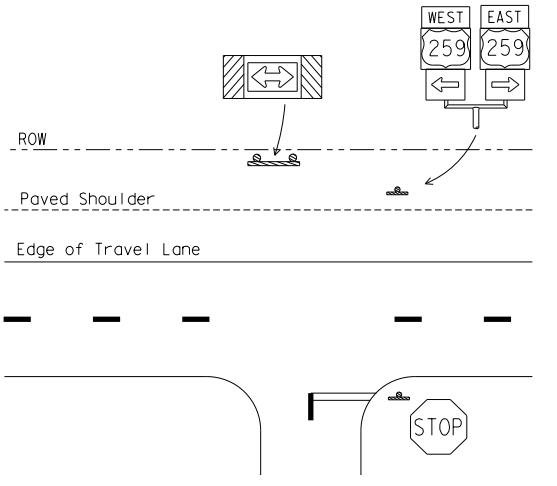 WEST EAST
259 259
ROW
Paved Shoulder
Edge of Travel Lane
STOP